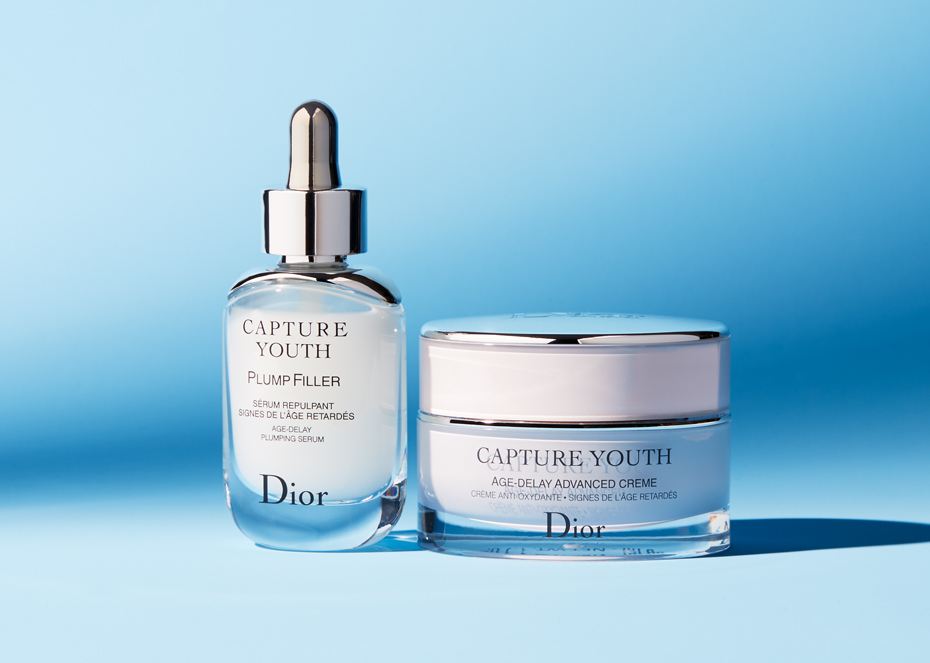 CAPTURE
YOUTH
PLUMP FILLER
SÉRUM REPULPANT
SIGNES DE L'ÂGE RETARDÉS
AGE-DELAY
PLUMPING SERUM
Dior
CAPTURE YOUTH
AGE-DELAY ADVANCED CREME
CRÈME ANTI-OXYDANTE • SIGNES DE L'ÂGE RETARDÉS
Dior